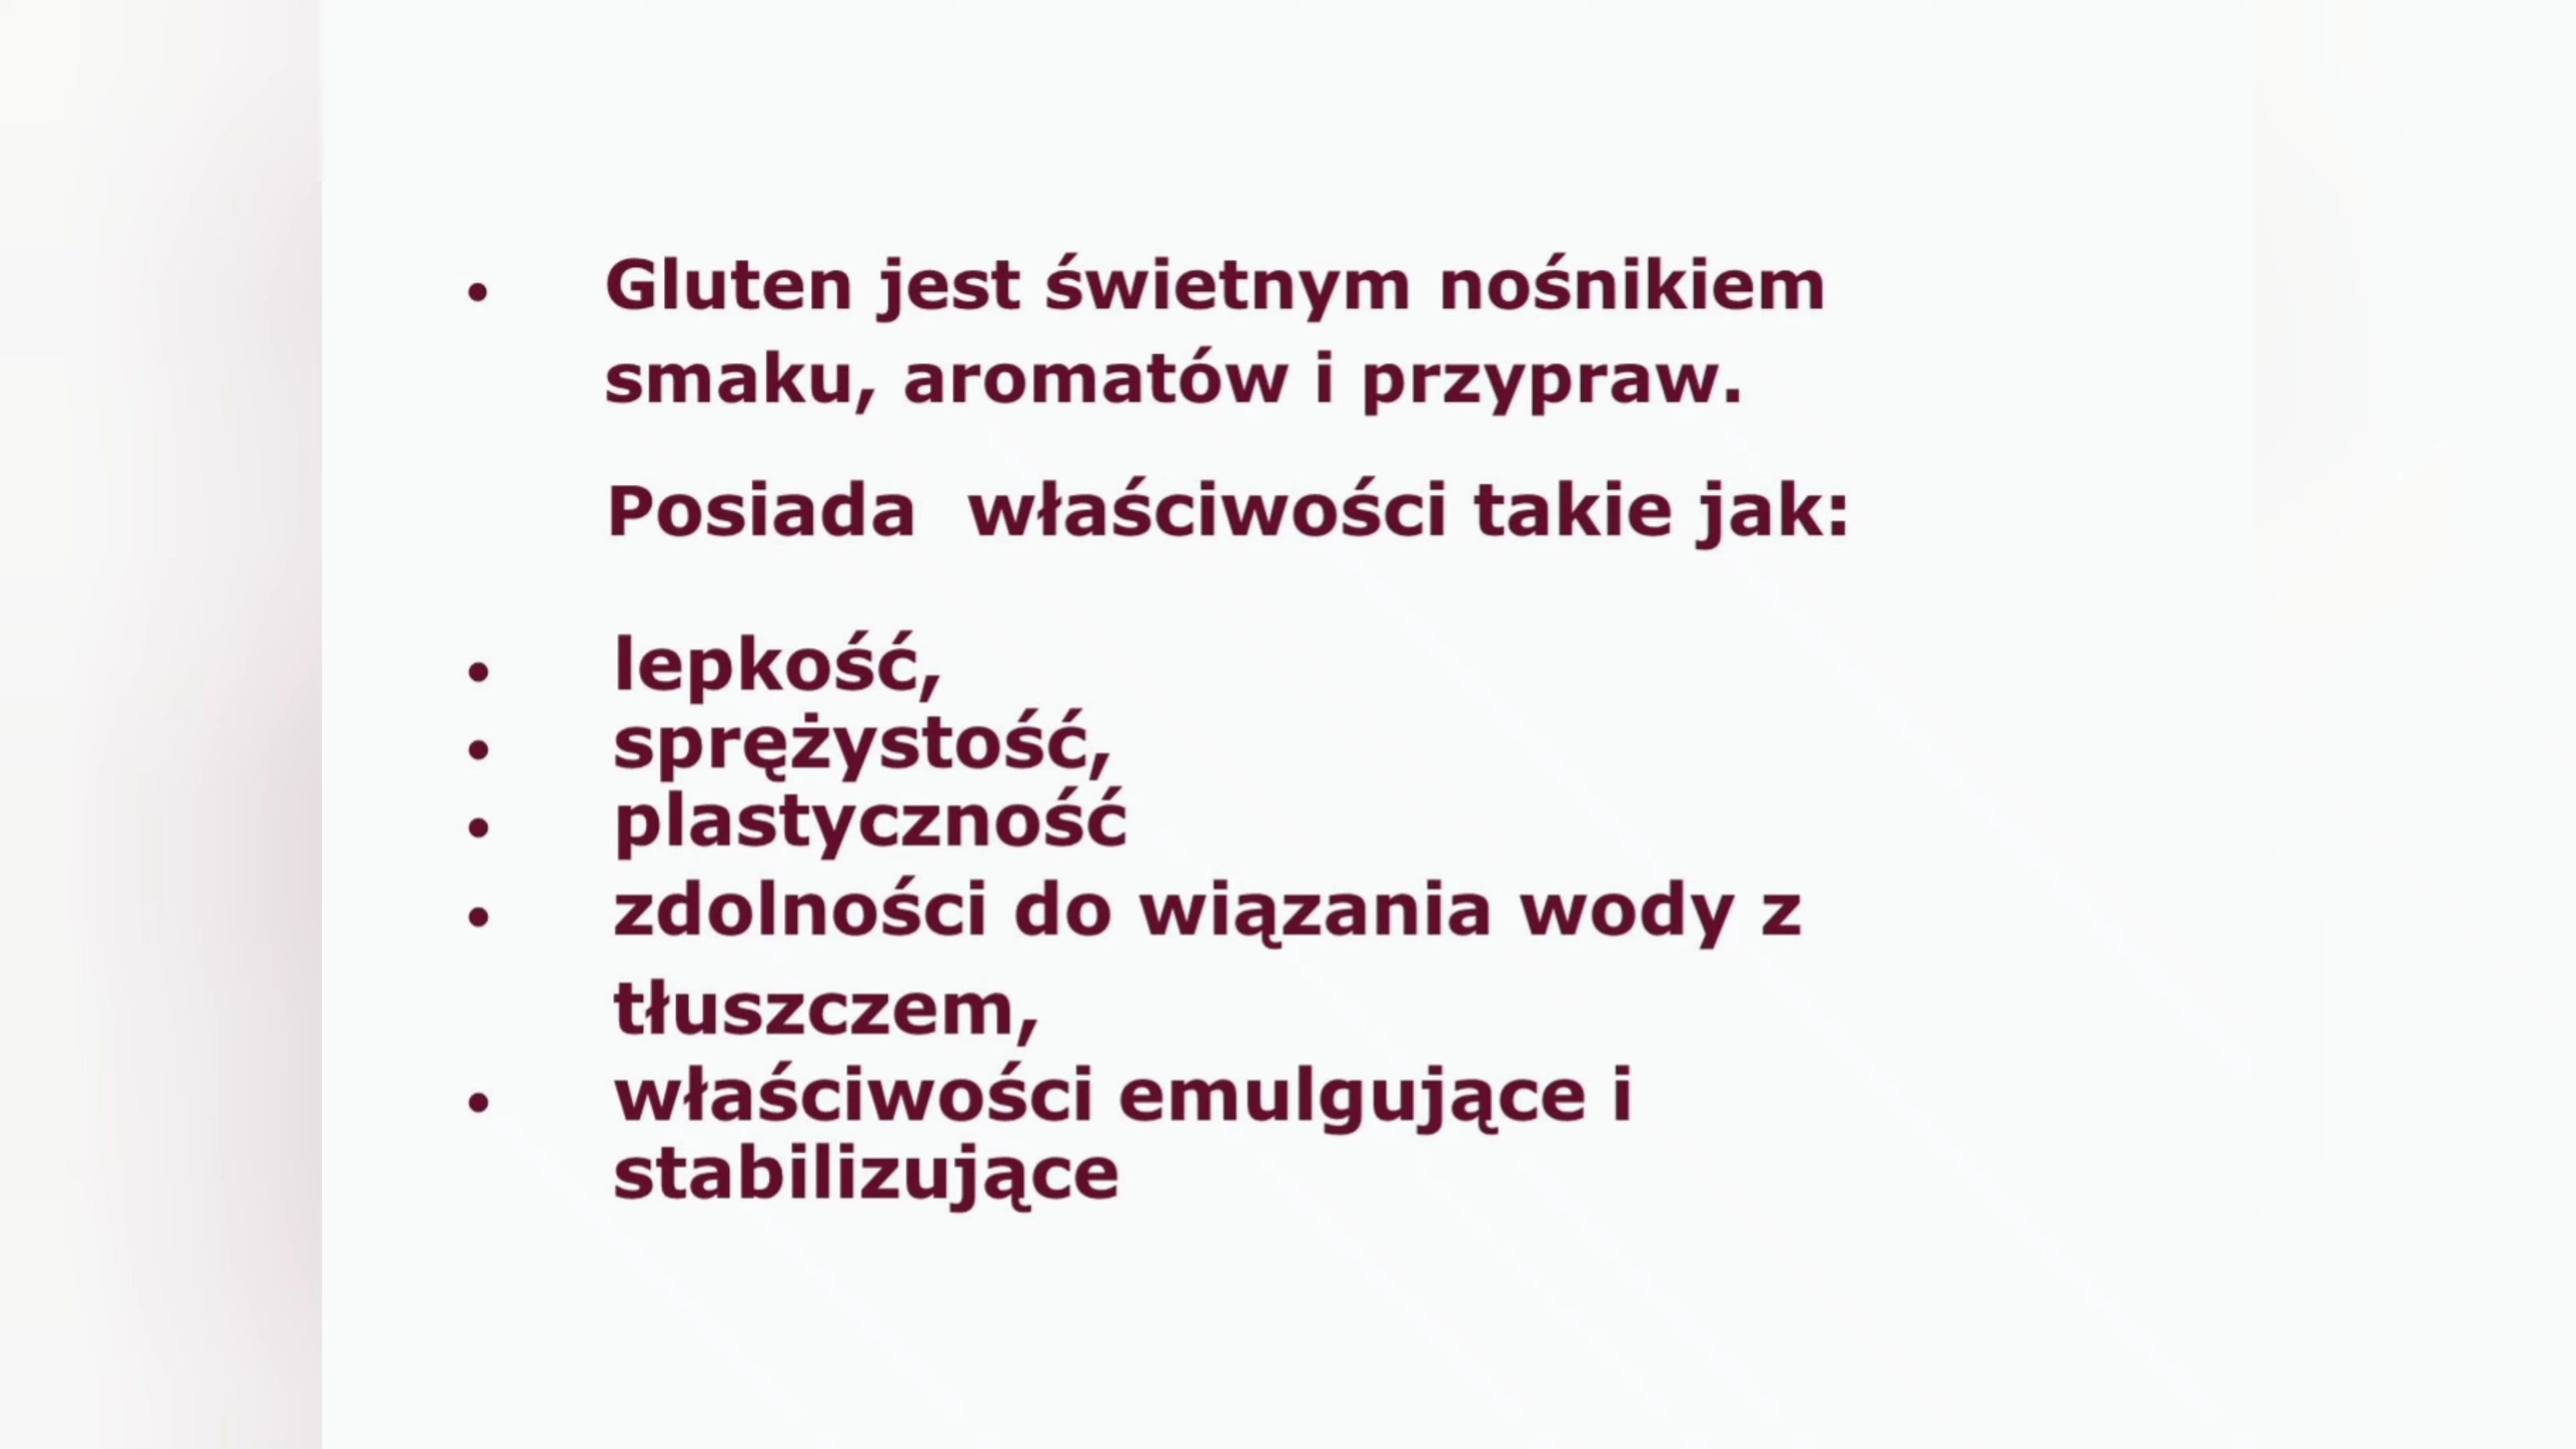 • Gluten jest świetnym nośnikiem
smaku, aromatów i przypraw.
Posiada  właściwości takie jak:
• lepkość,
• sprężystość,
• plastyczność
• zdolności do wiązania wody z
tłuszczem,
• właściwości emulgujące i
stabilizujące